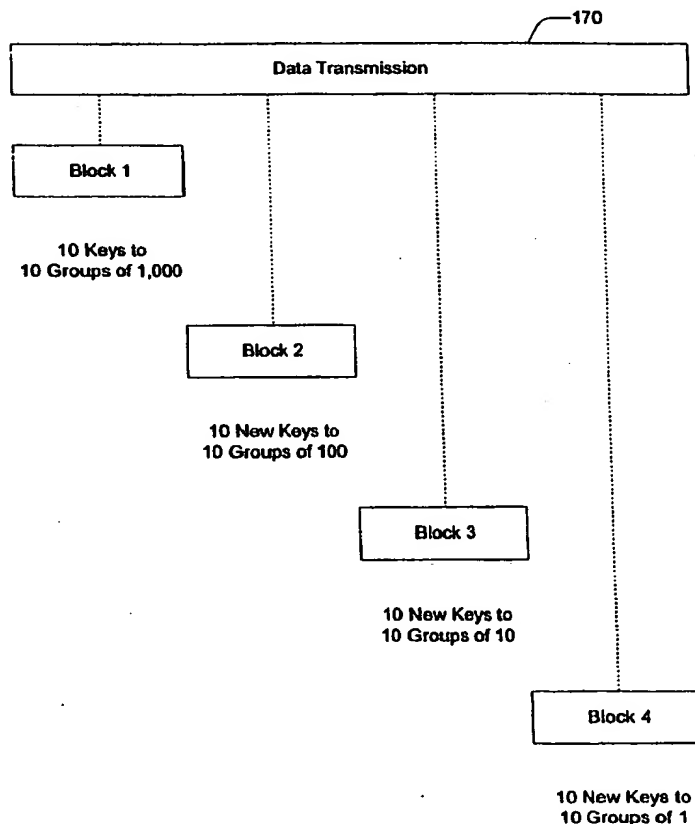 170
Data Transmission
Block 1
10 Keys to
10 Groups of 1,000
Block 2
10 New Keys to
10 Groups of 100
Block 3
10 New Keys to
10 Groups of 10
Block 4
10 New Keys to
10 Groups of 1